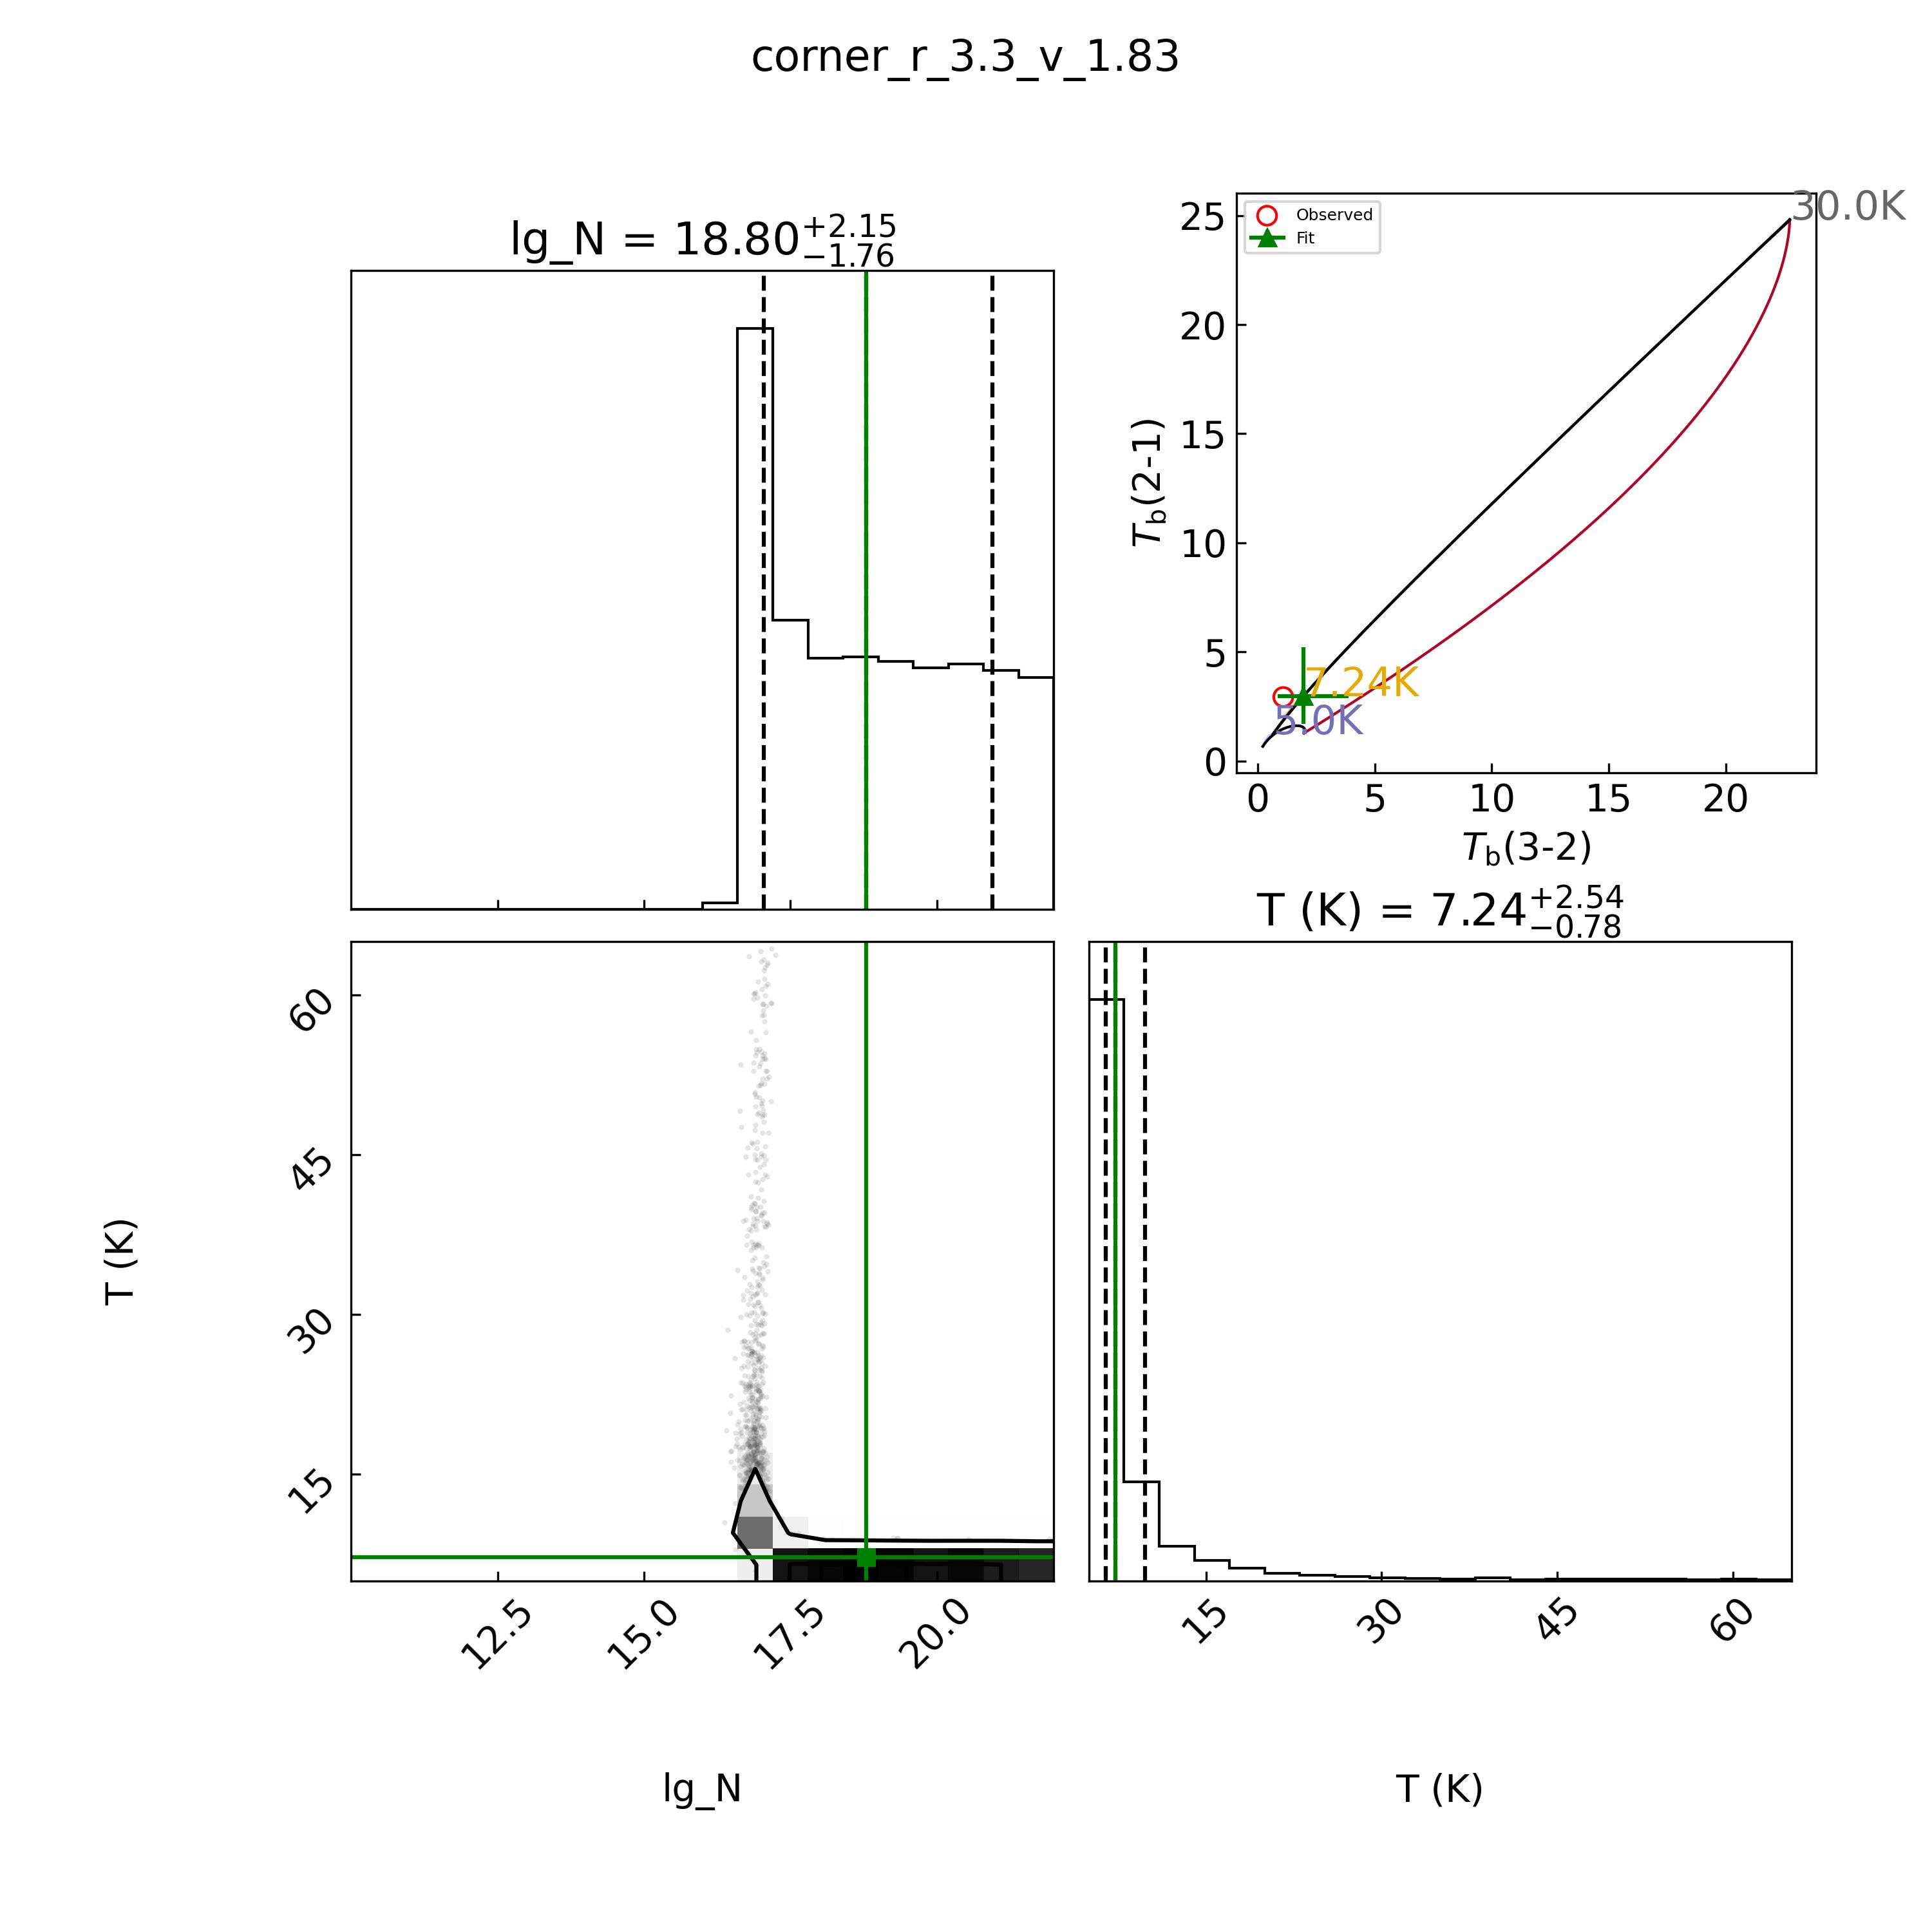 corner_r_3.3_v_1.83
lg_N = 18.80+2.15−1.76
30.0K
Observed
Fit
25
20
15
10
5
0
Tb(2-1)
7.24K
5.0K
0 5 10 15 20
Tb(3-2)
T (K) = 7.24+2.54−0.78
60
45
30
15
T (K)
12.5 15.0 17.5 20.0
15 30 45 60
lg_N
T (K)